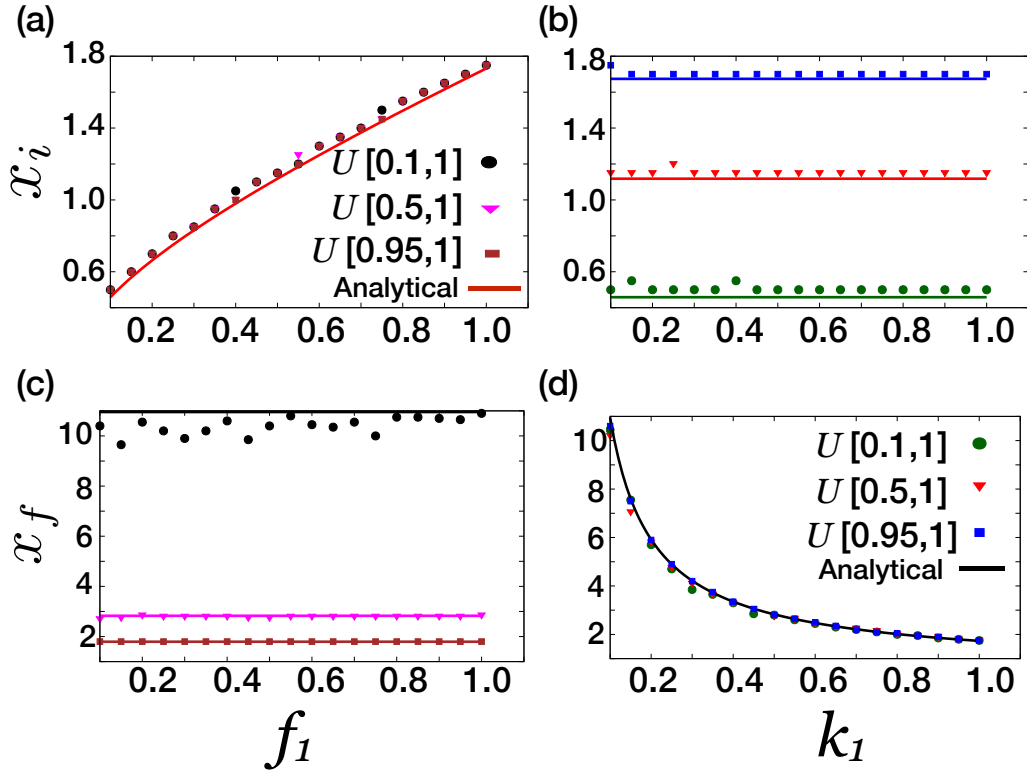 (a)
(b)
1.8
1.4
1.0
0.6
x_i
U [0.1,1]
U [0.5,1]
U [0.95,1]
Analytical
0.2 0.4 0.6 0.8 1.0
1.8
1.4
1.0
0.6
0.2 0.4 0.6 0.8 1.0
(c)
(d)
10
8
6
4
2
x_f
0.2 0.4 0.6 0.8 1.0
f_1
10
8
6
4
2
U [0.1,1]
U [0.5,1]
U [0.95,1]
Analytical
0.2 0.4 0.6 0.8 1.0
k_1